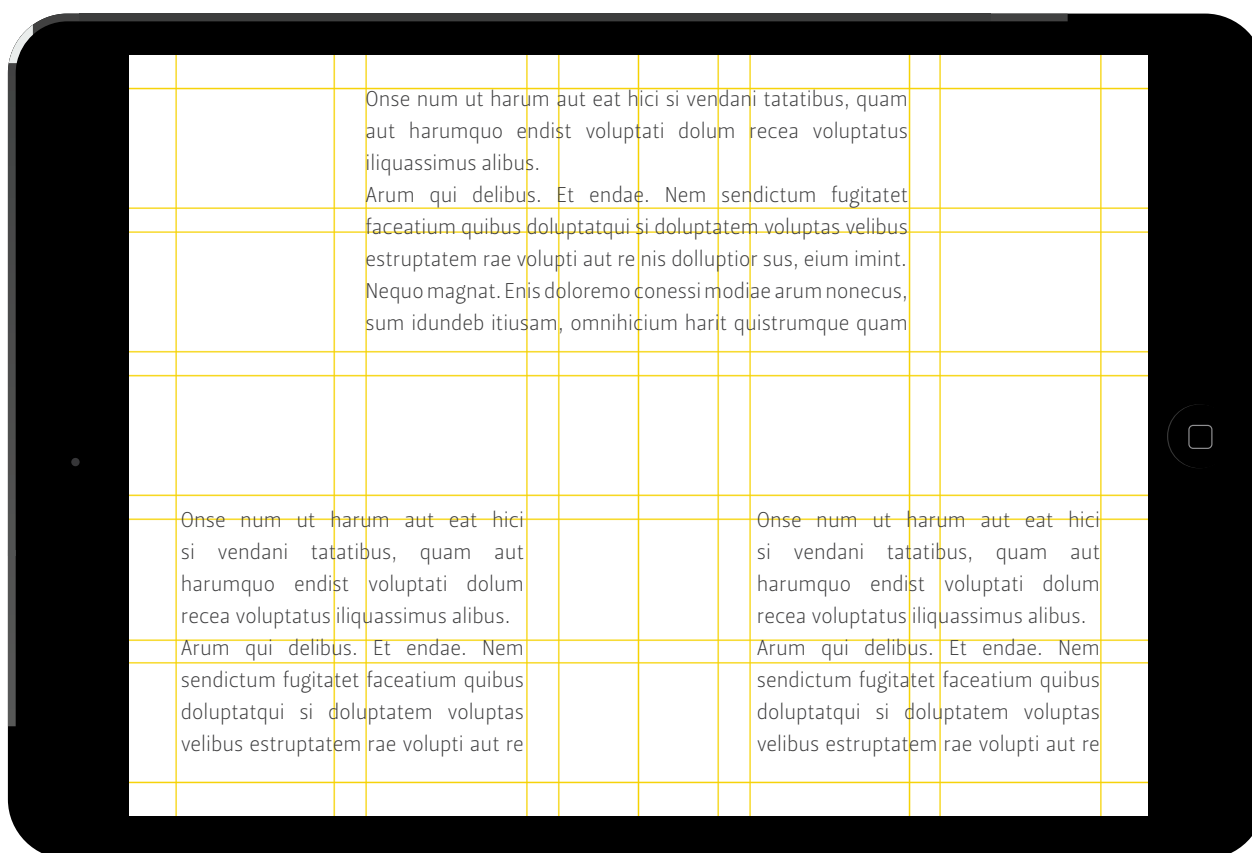 Onse num ut harum aut eat hici si vendani tatatibus, quam
aut harumquo endist voluptati dolum recea voluptatus
iliquassimus alibus.
Arum qui delibus. Et endae. Nem sendictum fugitatet
faceatium quibus doluptatqui si doluptatem voluptas velibus
estruptatem rae volupti aut re nis dolluptior sus, eium imint.
Nequo magnat. Enis doloremo conessi modiae arum nonecus,
sum idundeb itiusam, omnihicium harit quistrumque quam
Onse num ut harum aut eat hici
si vendani tatatibus, quam aut
harumquo endist voluptati dolum
recea voluptatus iliquassimus alibus.
Arum qui delibus. Et endae. Nem
sendictum fugitatet faceatium quibus
doluptatqui si doluptatem voluptas
velibus estruptatem rae volupti aut re
Onse num ut harum aut eat hici
si vendani tatatibus, quam aut
harumquo endist voluptati dolum
recea voluptatus iliquassimus alibus.
Arum qui delibus. Et endae. Nem
sendictum fugitatet faceatium quibus
doluptatqui si doluptatem voluptas
velibus estruptatem rae volupti aut re